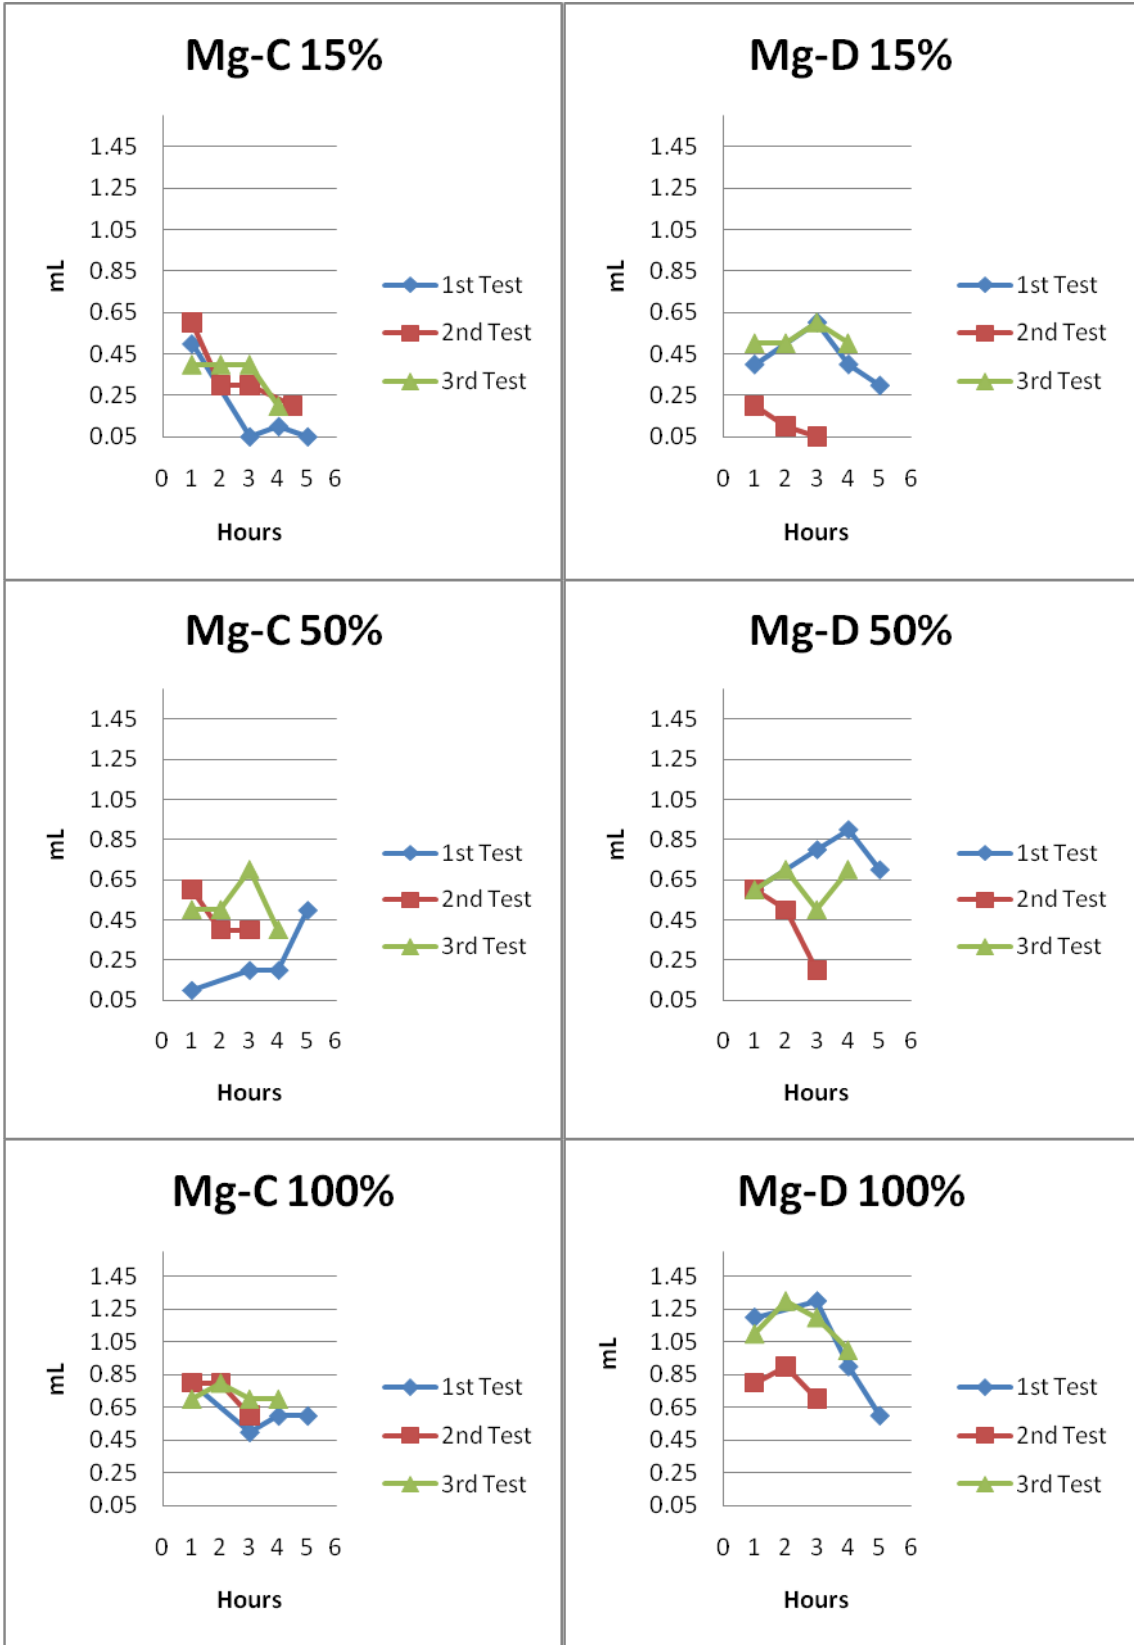 Mg-C 15%
1.45
1.25
1.05
0.85
0.65
0.45
0.25
0.05
mL
0 1 2 3 4 5 6
Hours
1st Test
2nd Test
3rd Test
Mg-D 15%
1.45
1.25
1.05
0.85
0.65
0.45
0.25
0.05
mL
0 1 2 3 4 5 6
Hours
1st Test
2nd Test
3rd Test
Mg-C 50%
1.45
1.25
1.05
0.85
0.65
0.45
0.25
0.05
mL
0 1 2 3 4 5 6
Hours
1st Test
2nd Test
3rd Test
Mg-D 50%
1.45
1.25
1.05
0.85
0.65
0.45
0.25
0.05
mL
0 1 2 3 4 5 6
Hours
1st Test
2nd Test
3rd Test
Mg-C 100%
1.45
1.25
1.05
0.85
0.65
0.45
0.25
0.05
mL
0 1 2 3 4 5 6
Hours
1st Test
2nd Test
3rd Test
Mg-D 100%
1.45
1.25
1.05
0.85
0.65
0.45
0.25
0.05
mL
0 1 2 3 4 5 6
Hours
1st Test
2nd Test
3rd Test